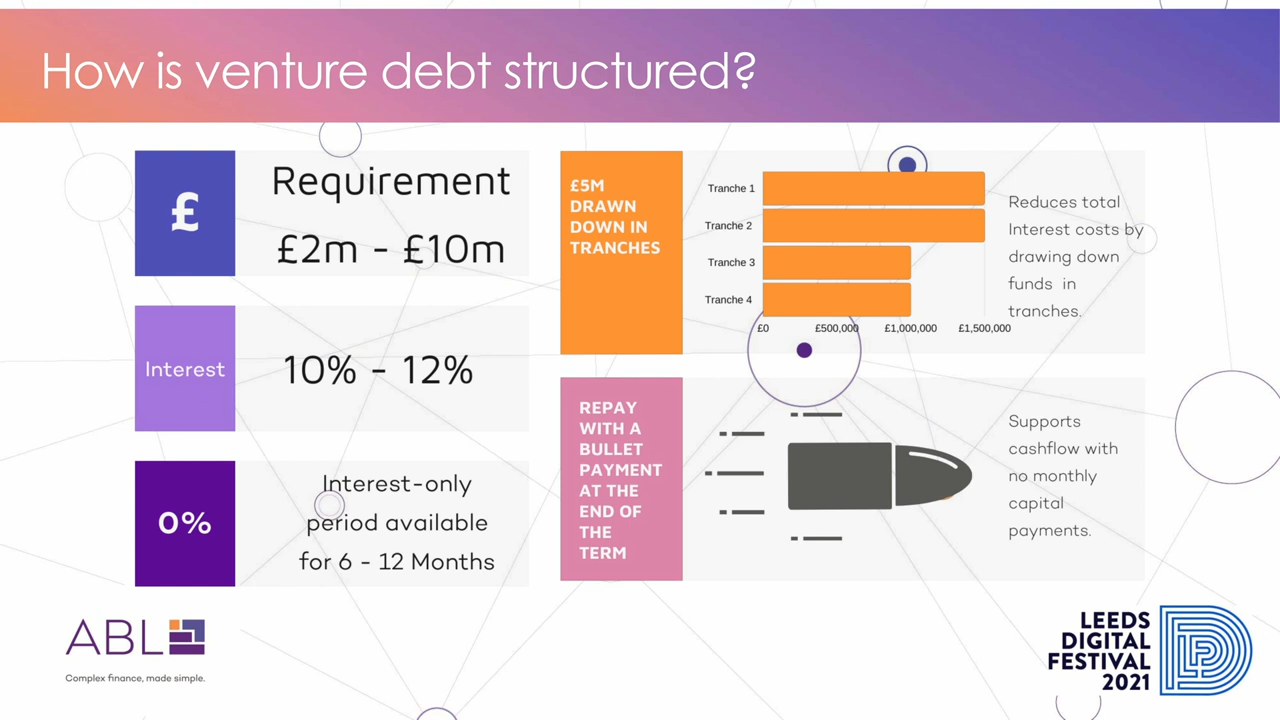 How is venture debt structured?
£
Requirement
£2m - £10m
Interest
10% - 12%
0%
Interest-only
period available
for 6 - 12 Months
£5M
DRAWN
DOWN IN
TRANCHES
Tranche 1
Tranche 2
Tranche 3
Tranche 4
£0 £500,000 £1,000,000 £1,500,000
Reduces total
Interest costs by
drawing down
funds in
tranches.
REPAY
WITH A
BULLET
PAYMENT
AT THE
END OF
THE
TERM
Supports
cashflow with
no monthly
capital
payments.
ABL
Complex finance, made simple.
LEEDS
DIGITAL
FESTIVAL
2021